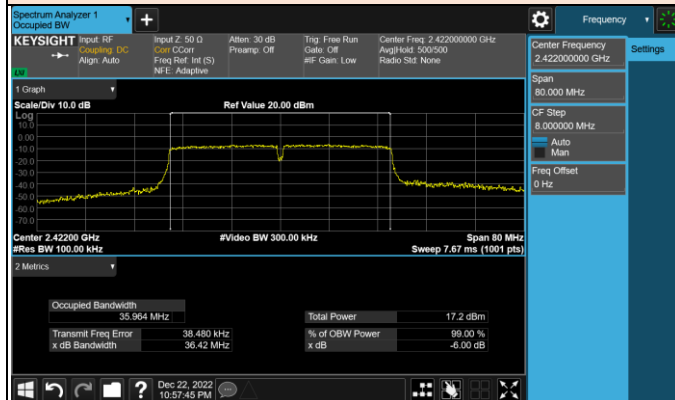 Spectrum Analyzer 1
Occupied BW
Frequency
KEYSIGHT
Input: RF
Coupling: DC
Align: Auto
Input Z: 50 Ω
Corr CCorr
Freq Ref: Int (S)
NFE: Adaptive
Atten: 30 dB
Preamp: Off
Trig: Free Run
Gate: Off
#IF Gain: Low
Center Freq: 2.422000000 GHz
Avg|Hold: 500/500
Radio Std: None
Center Frequency
2.422000000 GHz
Settings
Span
80.000 MHz
CF Step
8.000000 MHz
Auto
Man
Freq Offset
0 Hz
1 Graph
Scale/Div 10.0 dB
Ref Value 20.00 dBm
Log
10.0
0.00
-10.0
-20.0
-30.0
-40.0
-50.0
-60.0
-70.0
Center 2.42200 GHz
#Video BW 300.00 kHz
Span 80 MHz
#Res BW 100.00 kHz
Sweep 7.67 ms (1001 pts)
2 Metrics
Occupied Bandwidth
35.964 MHz
Total Power 17.2 dBm
Transmit Freq Error 38.480 kHz
% of OBW Power 99.00 %
x dB Bandwidth 36.42 MHz
x dB -6.00 dB
?
Dec 22, 2022
10:57:45 PM